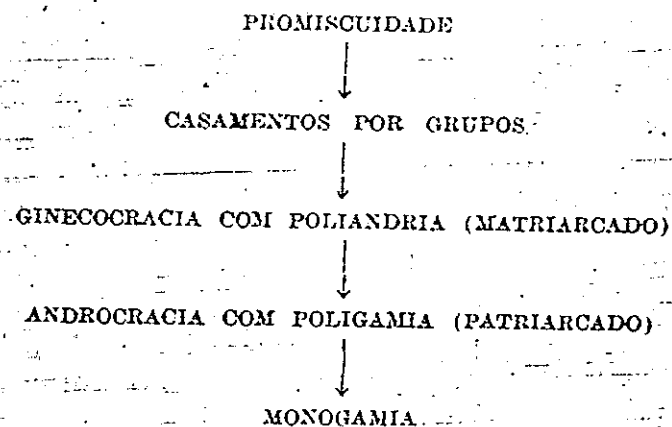 PROMISCUIDADE
CASAMENTOS POR GRUPOS
GINECOCRACIA COM POLIANDRIA (MATRIARCADO)
ANDROCRACIA COM POLIGAMIA (PATRIARCADO)
MONOGAMIA